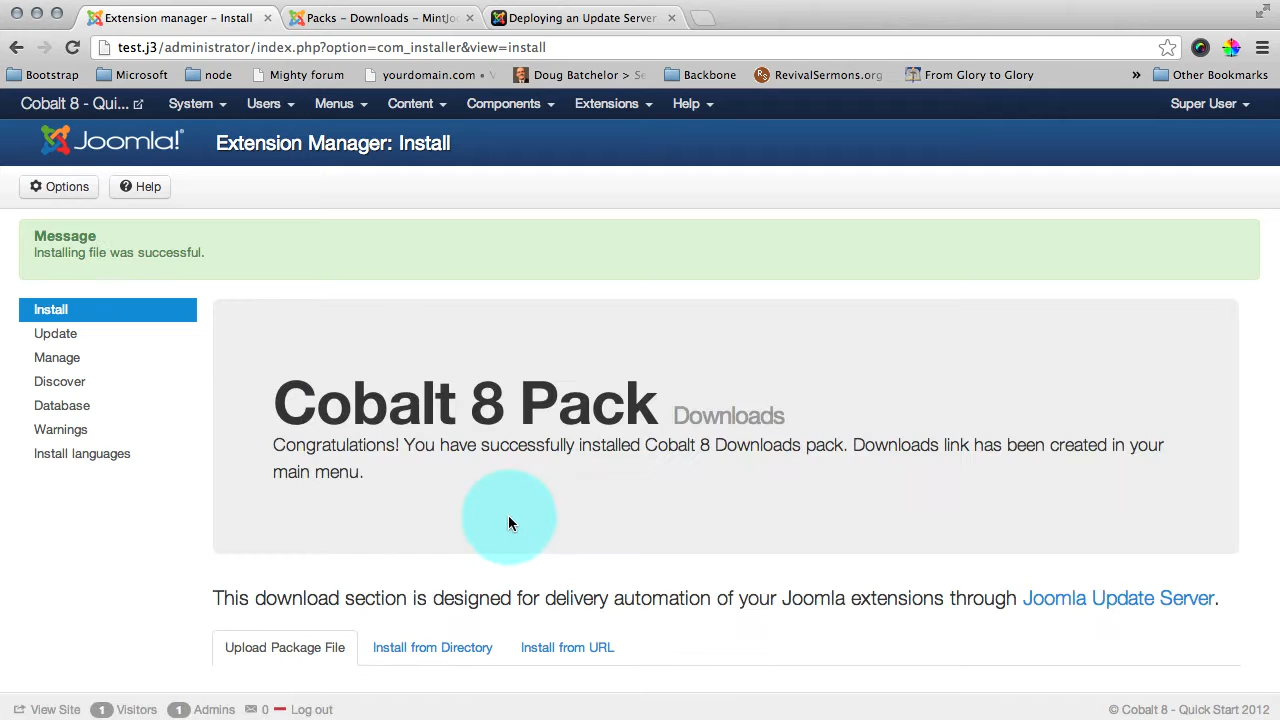 Extension manager – Install
Packs – Downloads – MintJo
Deploying an Update Server
test.j3/administrator/index.php?option=com_installer&view=install
Bootstrap
Microsoft
node
Mighty forum
yourdomain.com •
Doug Batchelor > Se
Backbone
RevivalSermons.org
From Glory to Glory
»
Other Bookmarks
Cobalt 8 - Qui...
System
Users
Menus
Content
Components
Extensions
Help
Super User
Joomla!®
Extension Manager: Install
Options
Help
Message
Installing file was successful.
Install
Update
Manage
Discover
Database
Warnings
Install languages
Cobalt 8 Pack Downloads
Congratulations! You have successfully installed Cobalt 8 Downloads pack. Downloads link has been created in your
main menu.
This download section is designed for delivery automation of your Joomla extensions through Joomla Update Server.
Upload Package File
Install from Directory
Install from URL
View Site
1 Visitors
1 Admins
0
Log out
© Cobalt 8 - Quick Start 2012